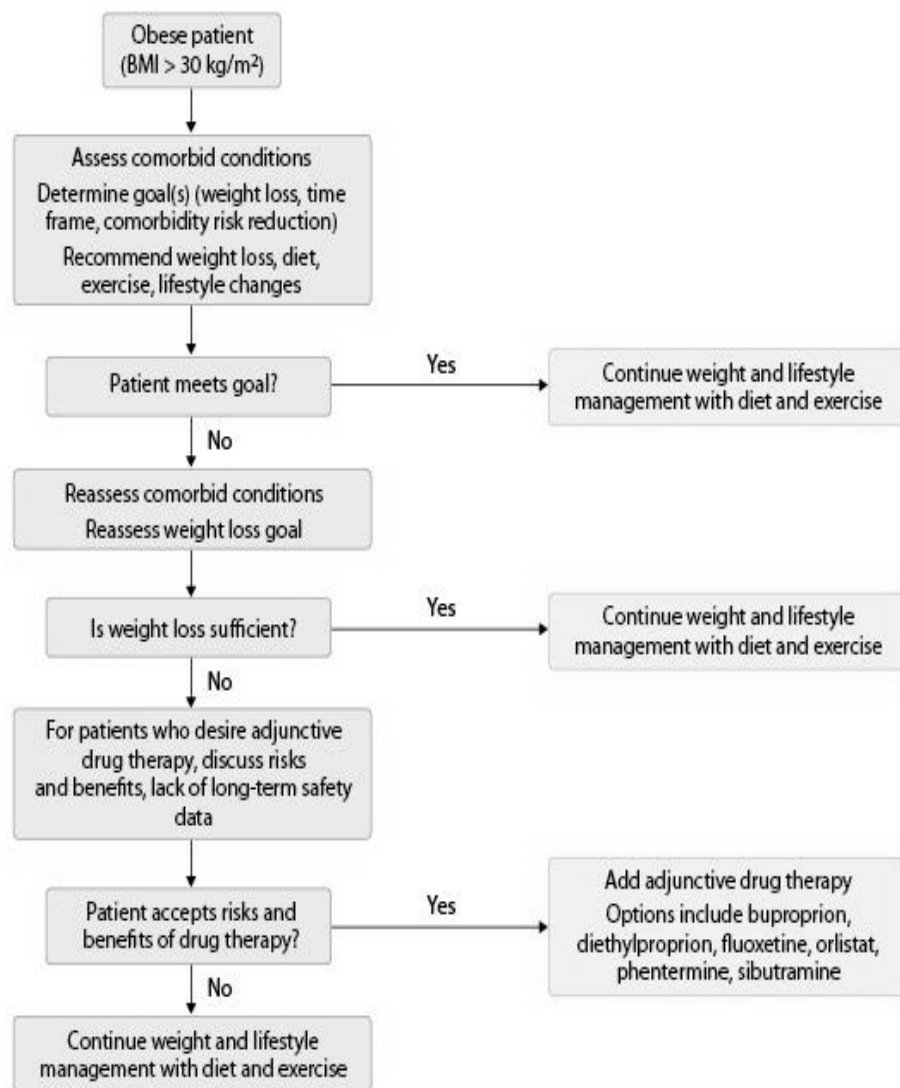 Obese patient
(BMI > 30 kg/m²)
Assess comorbid conditions
Determine goal(s) (weight loss, time
frame, comorbidity risk reduction)
Recommend weight loss, diet,
exercise, lifestyle changes
Patient meets goal?
Yes
Continue weight and lifestyle
management with diet and exercise
No
Reassess comorbid conditions
Reassess weight loss goal
Is weight loss sufficient?
Yes
Continue weight and lifestyle
management with diet and exercise
No
For patients who desire adjunctive
drug therapy, discuss risks
and benefits, lack of long-term safety
data
Patient accepts risks and
benefits of drug therapy?
Yes
Add adjunctive drug therapy
Options include buproprion,
diethylproprion, fluoxetine, orlistat,
phentermine, sibutramine
No
Continue weight and lifestyle
management with diet and exercise